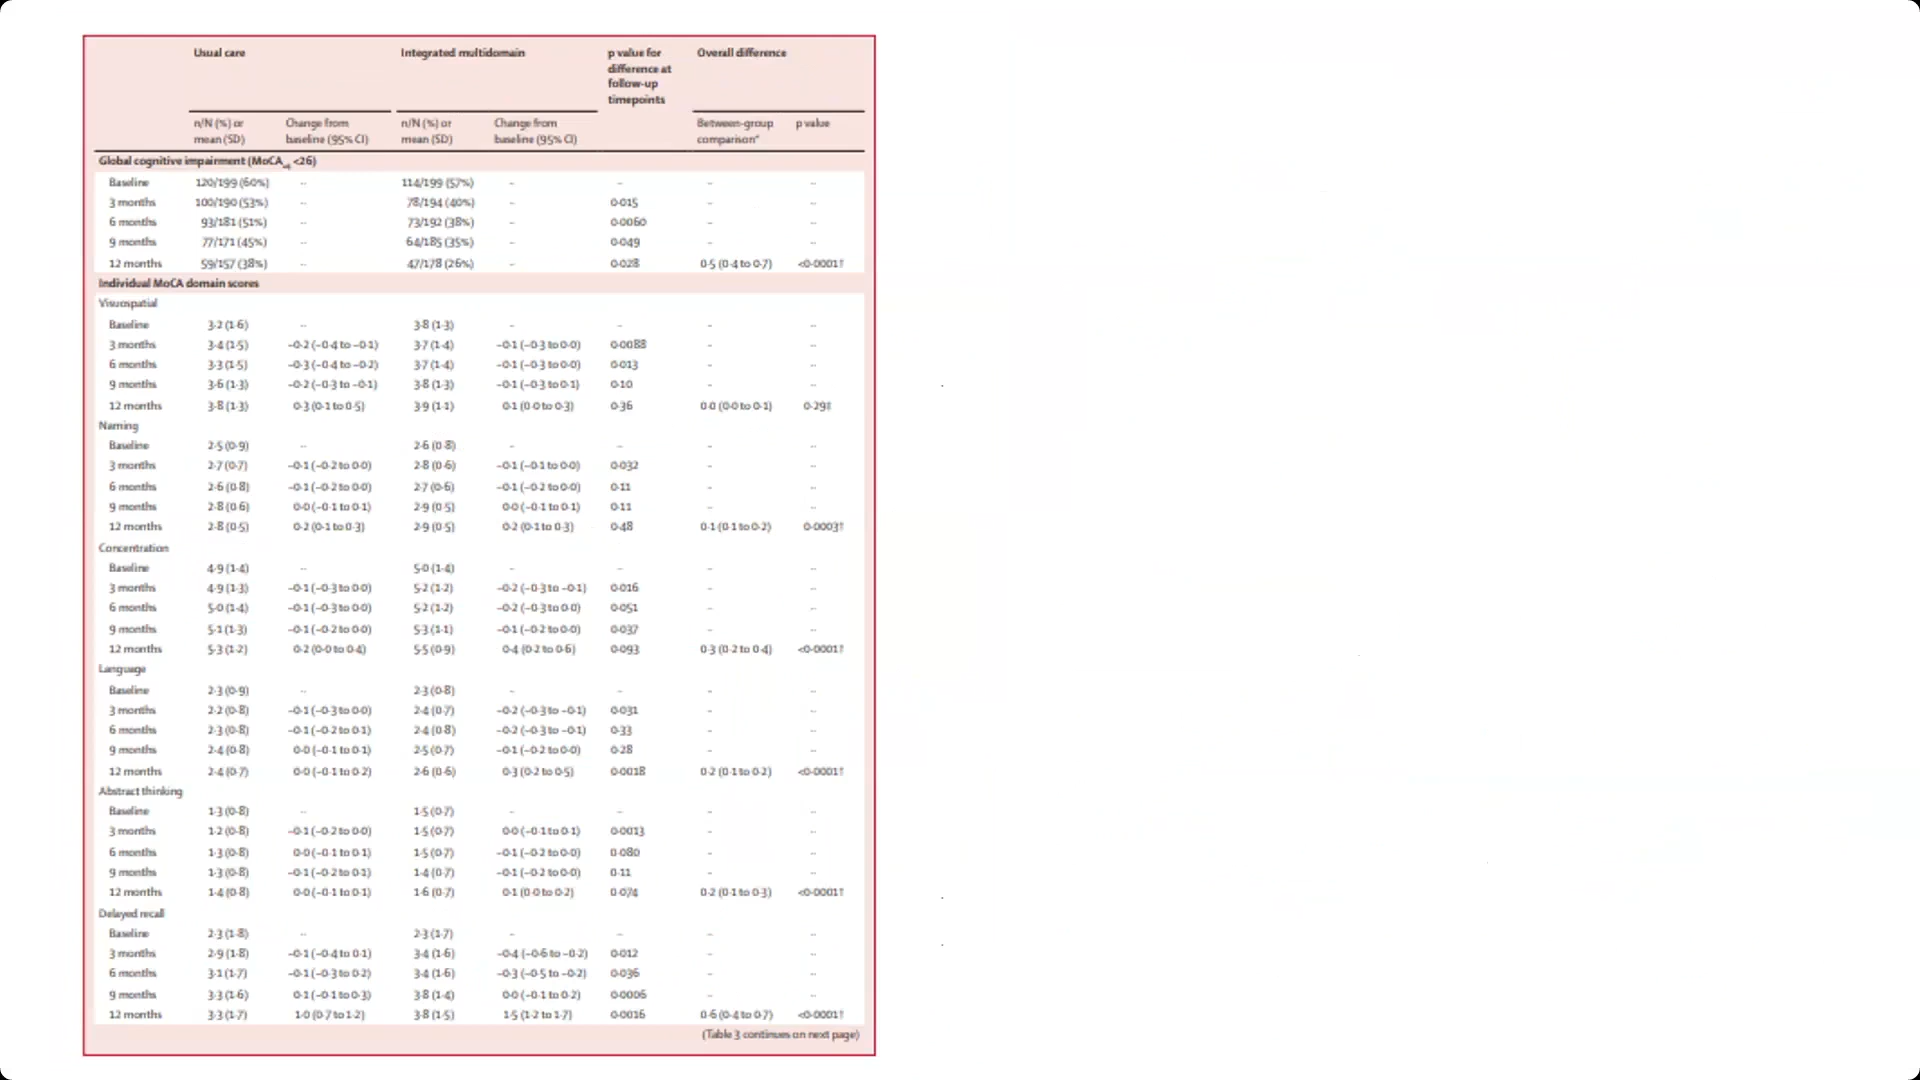 Usual care Integrated multidomain p value for difference at follow-up timepoints Overall difference
n/N (%) or mean (SD) Change from baseline (95% CI) n/N (%) or mean (SD) Change from baseline (95% CI) Between-group comparison* p value
Global cognitive impairment (MoCA <26)
Baseline 120/199 (60%) -- 114/199 (57%) -- -- -- --
3 months 100/190 (53%) -- 78/194 (40%) -- 0·015 -- --
6 months 93/181 (51%) -- 73/192 (38%) -- 0·0060 -- --
9 months 77/171 (45%) -- 64/185 (35%) -- 0·049 -- --
12 months 59/157 (38%) -- 47/178 (26%) -- 0·028 0·5 (0·4 to 0·7) <0·0001†
Individual MoCA domain scores
Visuospatial
Baseline 3·2 (1·6) -- 3·8 (1·3) -- -- -- --
3 months 3·4 (1·5) −0·2 (−0·4 to −0·1) 3·7 (1·4) −0·1 (−0·3 to 0·0) 0·0088 -- --
6 months 3·3 (1·5) −0·3 (−0·4 to −0·2) 3·7 (1·4) −0·1 (−0·3 to 0·0) 0·013 -- --
9 months 3·6 (1·3) −0·2 (−0·3 to −0·1) 3·8 (1·3) −0·1 (−0·3 to 0·1) 0·10 -- --
12 months 3·8 (1·3) 0·3 (0·1 to 0·5) 3·9 (1·1) 0·1 (0·0 to 0·3) 0·36 0·0 (0·0 to 0·1) 0·29‡
Naming
Baseline 2·5 (0·9) -- 2·6 (0·8) -- -- -- --
3 months 2·7 (0·7) −0·1 (−0·2 to 0·0) 2·8 (0·6) −0·1 (−0·1 to 0·0) 0·032 -- --
6 months 2·6 (0·8) −0·1 (−0·2 to 0·0) 2·7 (0·6) −0·1 (−0·2 to 0·0) 0·11 -- --
9 months 2·8 (0·6) 0·0 (−0·1 to 0·1) 2·9 (0·5) 0·0 (−0·1 to 0·1) 0·11 -- --
12 months 2·8 (0·5) 0·2 (0·1 to 0·3) 2·9 (0·5) 0·2 (0·1 to 0·3) 0·48 0·1 (0·1 to 0·2) 0·0003†
Concentration
Baseline 4·9 (1·4) -- 5·0 (1·4) -- -- -- --
3 months 4·9 (1·3) −0·1 (−0·3 to 0·0) 5·2 (1·2) −0·2 (−0·3 to −0·1) 0·016 -- --
6 months 5·0 (1·4) −0·1 (−0·3 to 0·0) 5·2 (1·2) −0·2 (−0·3 to 0·0) 0·051 -- --
9 months 5·1 (1·3) −0·1 (−0·2 to 0·0) 5·3 (1·1) −0·1 (−0·2 to 0·0) 0·037 -- --
12 months 5·3 (1·2) 0·2 (0·0 to 0·4) 5·5 (0·9) 0·4 (0·2 to 0·6) 0·093 0·3 (0·2 to 0·4) <0·0001†
Language
Baseline 2·3 (0·9) -- 2·3 (0·8) -- -- -- --
3 months 2·2 (0·8) −0·1 (−0·3 to 0·0) 2·4 (0·7) −0·2 (−0·3 to −0·1) 0·031 -- --
6 months 2·3 (0·8) −0·1 (−0·2 to 0·1) 2·4 (0·8) −0·2 (−0·3 to −0·1) 0·33 -- --
9 months 2·4 (0·8) 0·0 (−0·1 to 0·1) 2·5 (0·7) −0·1 (−0·2 to 0·0) 0·28 -- --
12 months 2·4 (0·7) 0·0 (−0·1 to 0·2) 2·6 (0·6) 0·3 (0·2 to 0·5) 0·0018 0·2 (0·1 to 0·2) <0·0001†
Abstract thinking
Baseline 1·3 (0·8) -- 1·5 (0·7) -- -- -- --
3 months 1·2 (0·8) −0·1 (−0·2 to 0·0) 1·5 (0·7) 0·0 (−0·1 to 0·1) 0·0013 -- --
6 months 1·3 (0·8) 0·0 (−0·1 to 0·1) 1·5 (0·7) −0·1 (−0·2 to 0·0) 0·080 -- --
9 months 1·3 (0·8) −0·1 (−0·2 to 0·1) 1·4 (0·7) −0·1 (−0·2 to 0·0) 0·11 -- --
12 months 1·4 (0·8) 0·0 (−0·1 to 0·1) 1·6 (0·7) 0·1 (0·0 to 0·2) 0·074 0·2 (0·1 to 0·3) <0·0001†
Delayed recall
Baseline 2·3 (1·8) -- 2·3 (1·7) -- -- -- --
3 months 2·9 (1·8) −0·1 (−0·4 to 0·1) 3·4 (1·6) −0·4 (−0·6 to −0·2) 0·012 -- --
6 months 3·1 (1·7) −0·1 (−0·3 to 0·2) 3·4 (1·6) −0·3 (−0·5 to −0·2) 0·036 -- --
9 months 3·3 (1·6) 0·1 (−0·1 to 0·3) 3·8 (1·4) 0·0 (−0·1 to 0·2) 0·0006 -- --
12 months 3·3 (1·7) 1·0 (0·7 to 1·2) 3·8 (1·5) 1·5 (1·2 to 1·7) 0·0016 0·6 (0·4 to 0·7) <0·0001†
(Table 3 continues on next page)